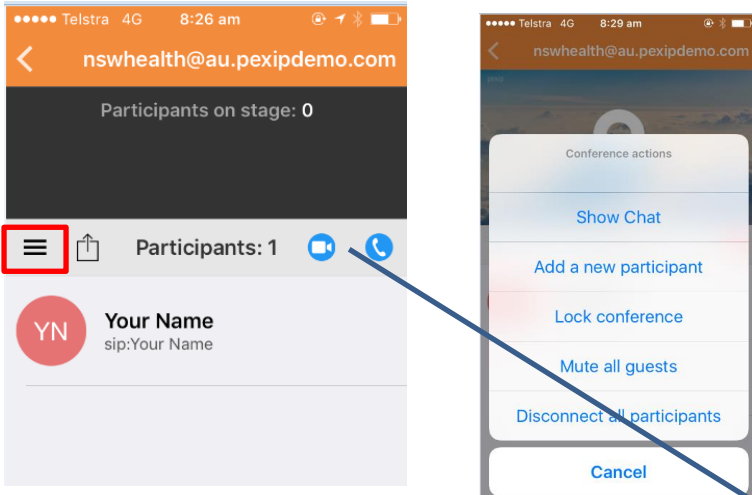 Telstra 4G 8:26 am
nswhealth@au.pexipdemo.com
Participants on stage: 0
Participants: 1
YN
Your Name
sip:Your Name
Telstra 4G 8:29 am
nswhealth@au.pexipdemo.com
Conference actions
Show Chat
Add a new participant
Lock conference
Mute all guests
Disconnect all participants
Cancel